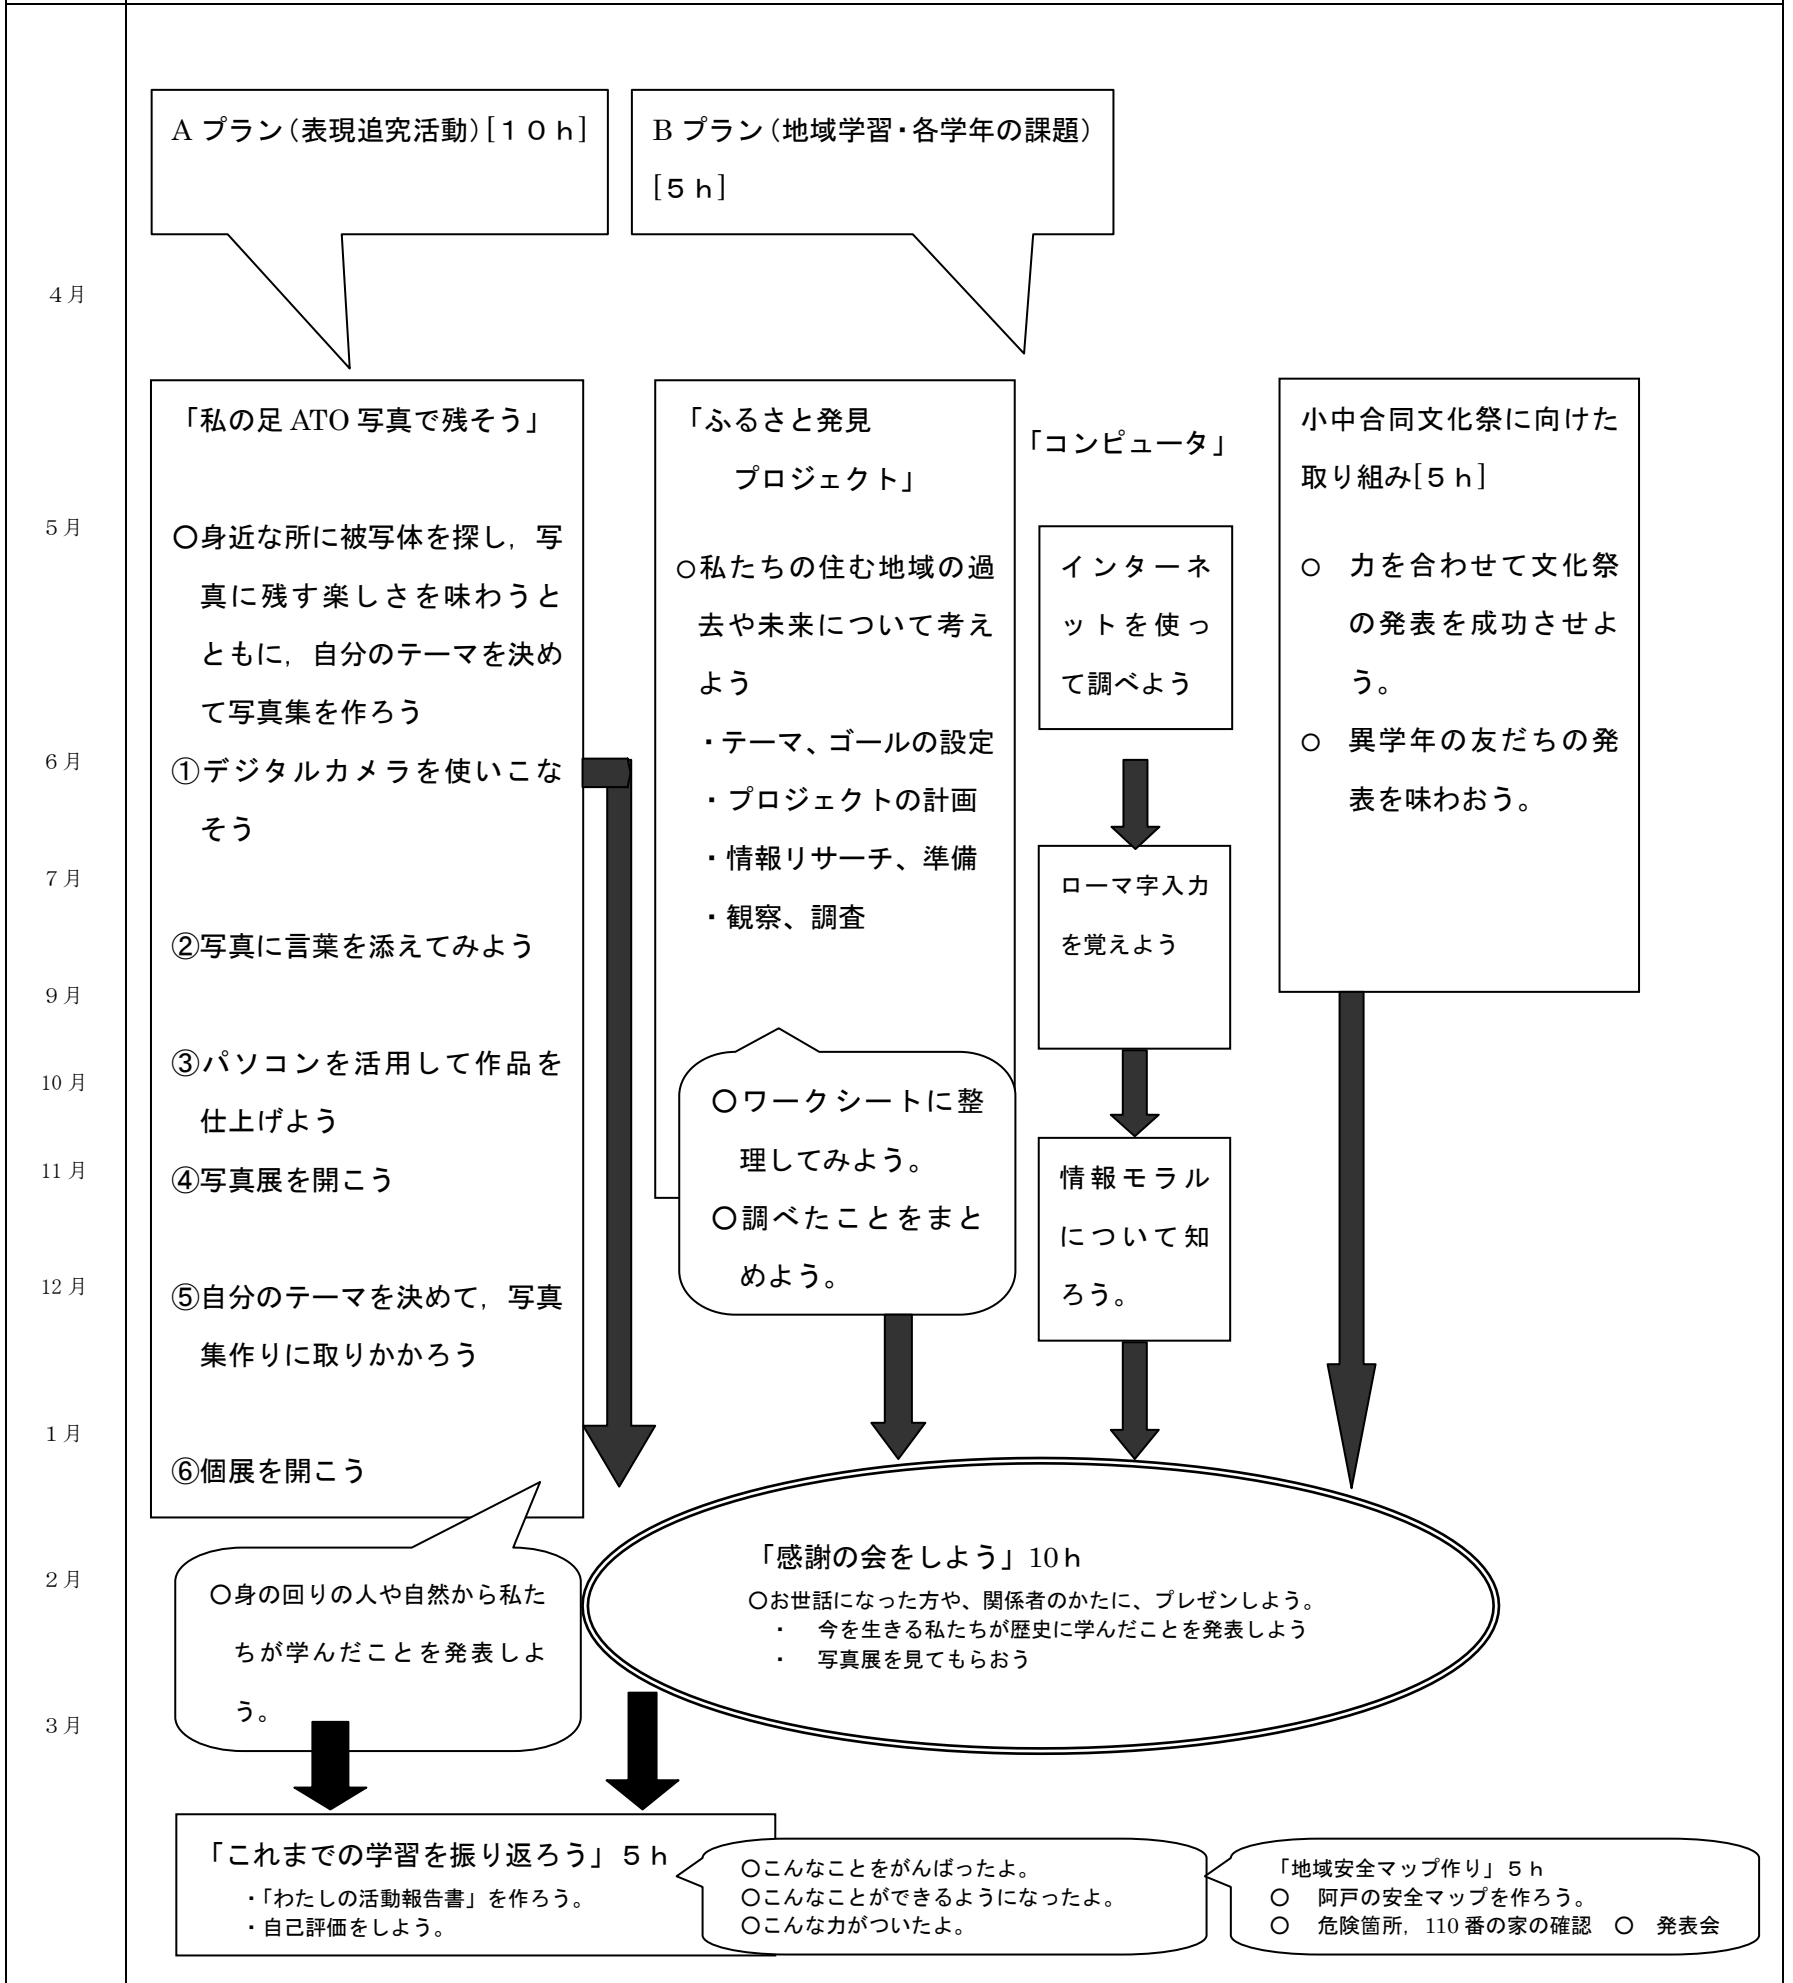 A プラン（表現追究活動）[１０ｈ]
B プラン（地域学習・各学年の課題）
[５ｈ]
４月
５月
６月
７月
９月
10 月
11 月
12 月
１月
２月
３月
「私の足 ATO 写真で残そう」
○身近な所に被写体を探し，写
真に残す楽しさを味わうと
ともに，自分のテーマを決め
て写真集を作ろう
①デジタルカメラを使いこな
そう
②写真に言葉を添えてみよう
③パソコンを活用して作品を
仕上げよう
④写真展を開こう
⑤自分のテーマを決めて，写真
集作りに取りかかろう
⑥個展を開こう
「ふるさと発見
プロジェクト」
○私たちの住む地域の過
去や未来について考え
よう
・テーマ、ゴールの設定
・プロジェクトの計画
・情報リサーチ、準備
・観察、調査
○ワークシートに整
理してみよう。
○調べたことをまと
めよう。
「コンピュータ」
インターネ
ットを使っ
て調べよう
ローマ字入力
を覚えよう
情報モラル
について知
ろう。
小中合同文化祭に向けた
取り組み[５ｈ]
○ 力を合わせて文化祭
の発表を成功させよ
う。
○ 異学年の友だちの発
表を味わおう。
○身の回りの人や自然から私た
ちが学んだことを発表しよ
う。
「感謝の会をしよう」10ｈ
○お世話になった方や、関係者のかたに、プレゼンしよう。
・ 今を生きる私たちが歴史に学んだことを発表しよう
・ 写真展を見てもらおう
「これまでの学習を振り返ろう」５ｈ
・「わたしの活動報告書」を作ろう。
・自己評価をしよう。
○こんなことをがんばったよ。
○こんなことができるようになったよ。
○こんな力がついたよ。
「地域安全マップ作り」５ｈ
○ 阿戸の安全マップを作ろう。
○ 危険箇所，110 番の家の確認 ○ 発表会